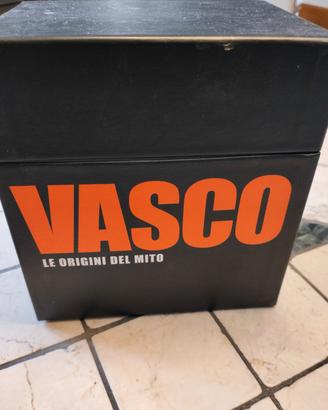 VASCO
LE ORIGINI DEL MITO